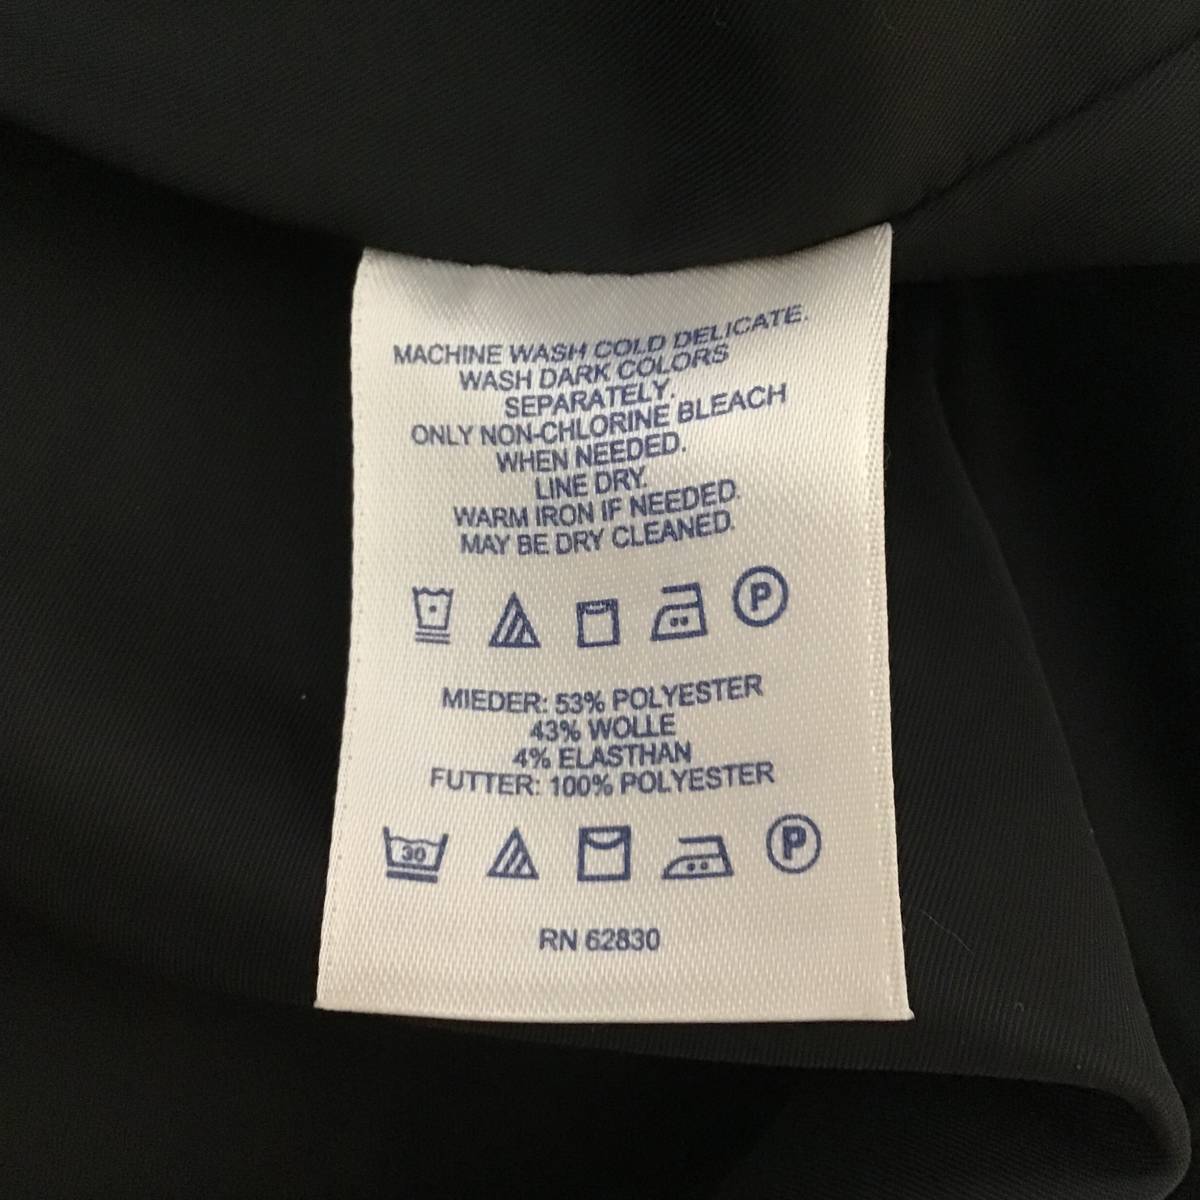 MACHINE WASH COLD DELICATE.
WASH DARK COLORS
SEPARATELY.
ONLY NON-CHLORINE BLEACH
WHEN NEEDED.
LINE DRY.
WARM IRON IF NEEDED.
MAY BE DRY CLEANED.
P
MIEDER: 53% POLYESTER
43% WOLLE
4% ELASTHAN
FUTTER: 100% POLYESTER
30 P
RN 62830